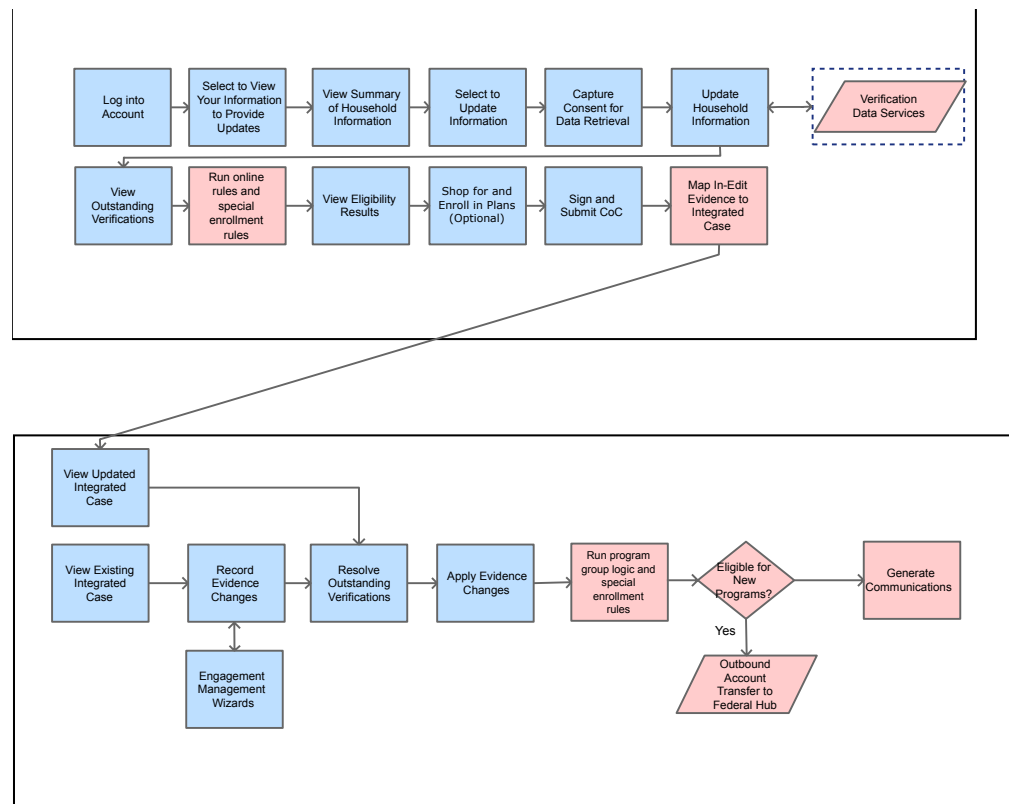 Log into
Account
Select to View
Your Information
to Provide
Updates
View Summary
of Household
Information
Select to
Update
Information
Capture
Consent for
Data Retrieval
Update
Household
Information
Verification
Data Services
View
Outstanding
Verifications
Run online
rules and
special
enrollment
rules
View Eligibility
Results
Shop for and
Enroll in Plans
(Optional)
Sign and
Submit CoC
Map In-Edit
Evidence to
Integrated
Case
View Updated
Integrated
Case
View Existing
Integrated
Case
Record
Evidence
Changes
Resolve
Outstanding
Verifications
Apply Evidence
Changes
Run program
group logic and
special
enrollment
rules
Eligible for
New
Programs?
Generate
Communications
Yes
Engagement
Management
Wizards
Outbound
Account
Transfer to
Federal Hub